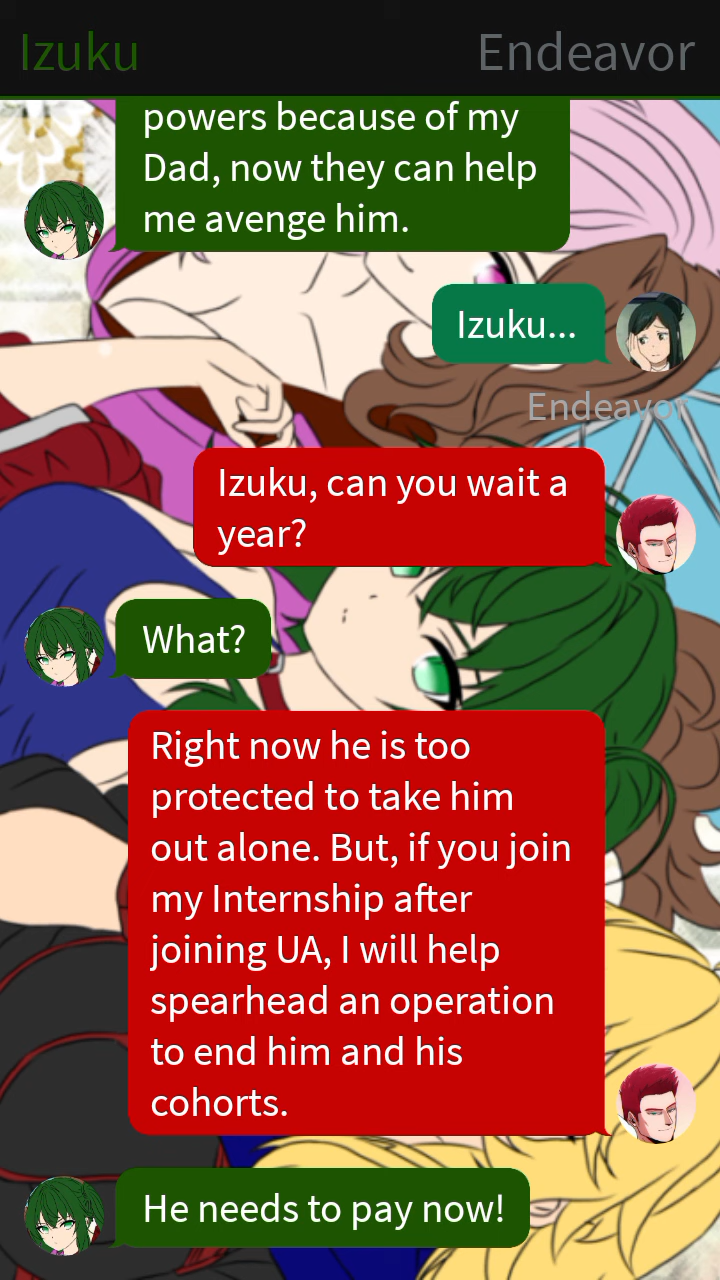 Izuku
Endeavor
powers because of my
Dad, now they can help
me avenge him.
Izuku...
Endeavor
Izuku, can you wait a
year?
What?
Right now he is too
protected to take him
out alone. But, if you join
my Internship after
joining UA, I will help
spearhead an operation
to end him and his
cohorts.
He needs to pay now!